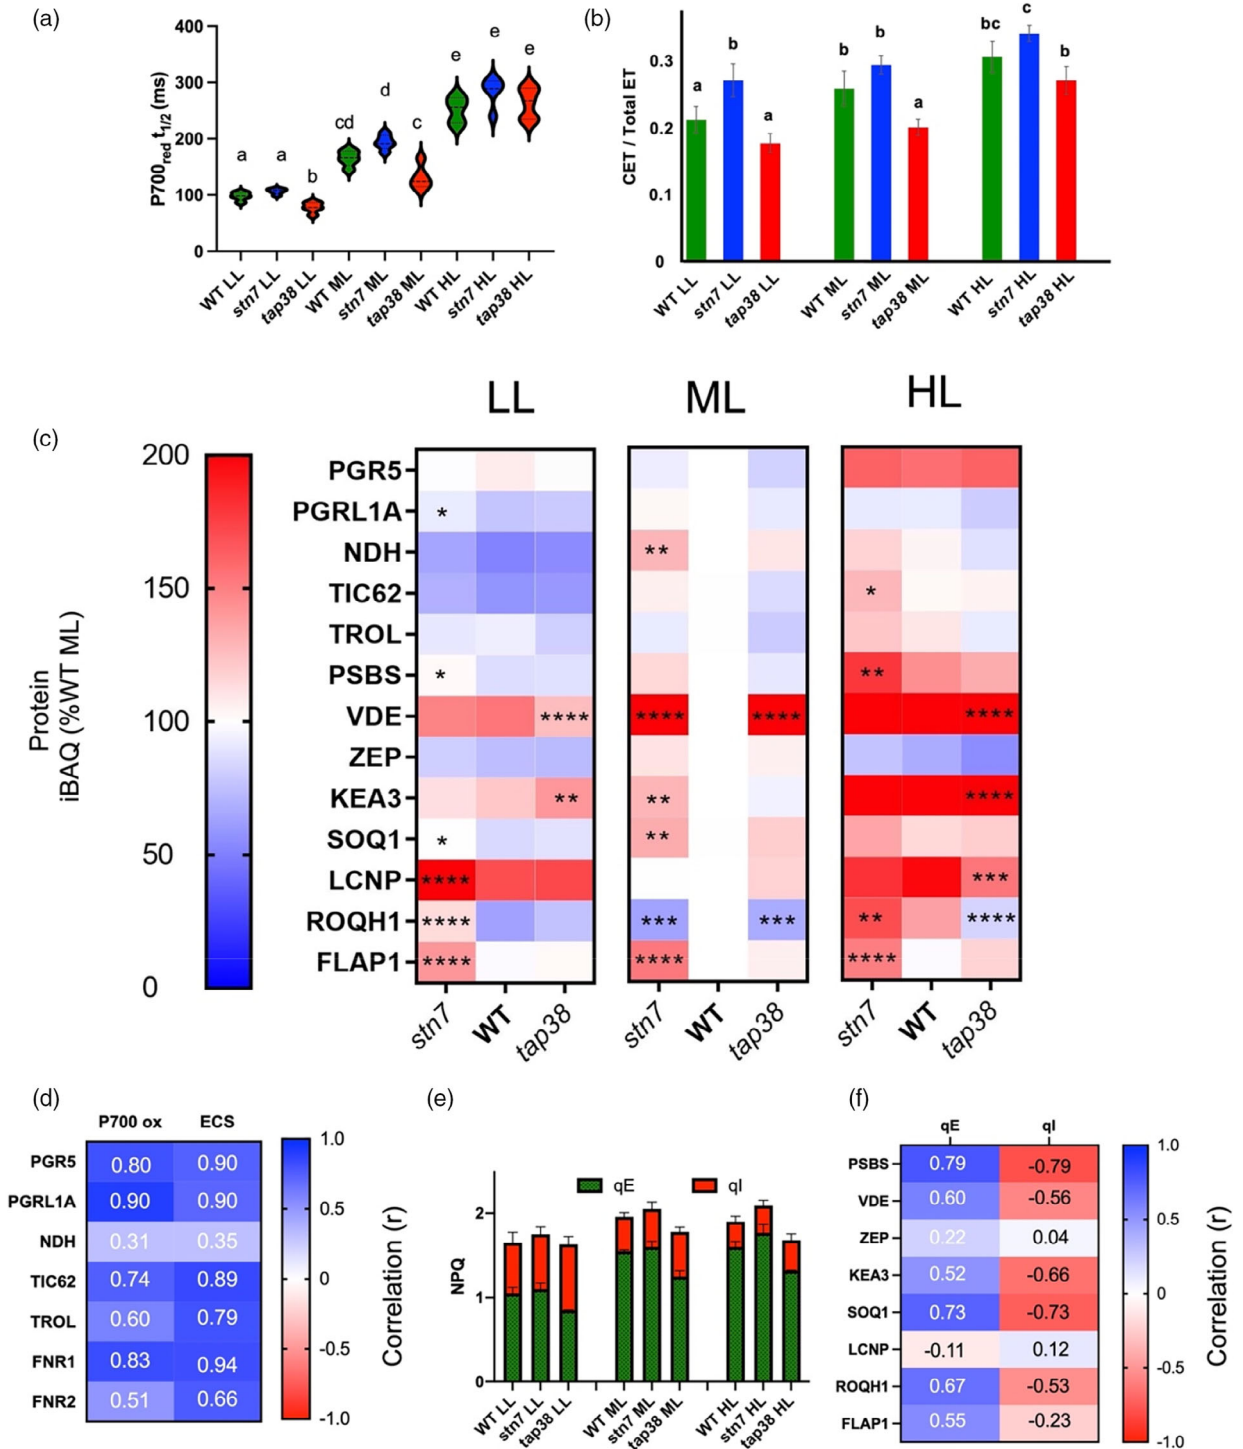 (a)
P700red t1/2 (ms)
400
300
200
100
0
a
a
b
cd
d
c
e
e
e
WT LL
stn7 LL
tap38 LL
WT ML
stn7 ML
tap38 ML
WT HL
stn7 HL
tap38 HL
(b)
CET / Total ET
0.3
0.2
0.1
0
a
b
a
b
b
a
bc
c
b
WT LL
stn7 LL
tap38 LL
WT ML
stn7 ML
tap38 ML
WT HL
stn7 HL
tap38 HL
(c)
LL
ML
HL
Protein
iBAQ (%WT ML)
200
150
100
50
0
PGR5
PGRL1A *
NDH **
TIC62 *
TROL
PSBS * **
VDE **** **** **** ****
ZEP
KEA3 ** ** ****
SOQ1 * **
LCNP **** ***
ROQH1 **** *** *** ** ****
FLAP1 **** **** ****
stn7 WT tap38
stn7 WT tap38
stn7 WT tap38
(d)
P700 ox ECS
PGR5 0.80 0.90
PGRL1A 0.90 0.90
NDH 0.31 0.35
TIC62 0.74 0.89
TROL 0.60 0.79
FNR1 0.83 0.94
FNR2 0.51 0.66
1.0
0.5
0
-0.5
-1.0
Correlation (r)
(e)
qE qI
NPQ
2
1
0
WT LL
stn7 LL
tap38 LL
WT ML
stn7 ML
tap38 ML
WT HL
stn7 HL
tap38 HL
(f)
qE qI
PSBS 0.79 -0.79
VDE 0.60 -0.56
ZEP 0.22 0.04
KEA3 0.52 -0.66
SOQ1 0.73 -0.73
LCNP -0.11 0.12
ROQH1 0.67 -0.53
FLAP1 0.55 -0.23
1.0
0.5
0
-0.5
-1.0
Correlation (r)